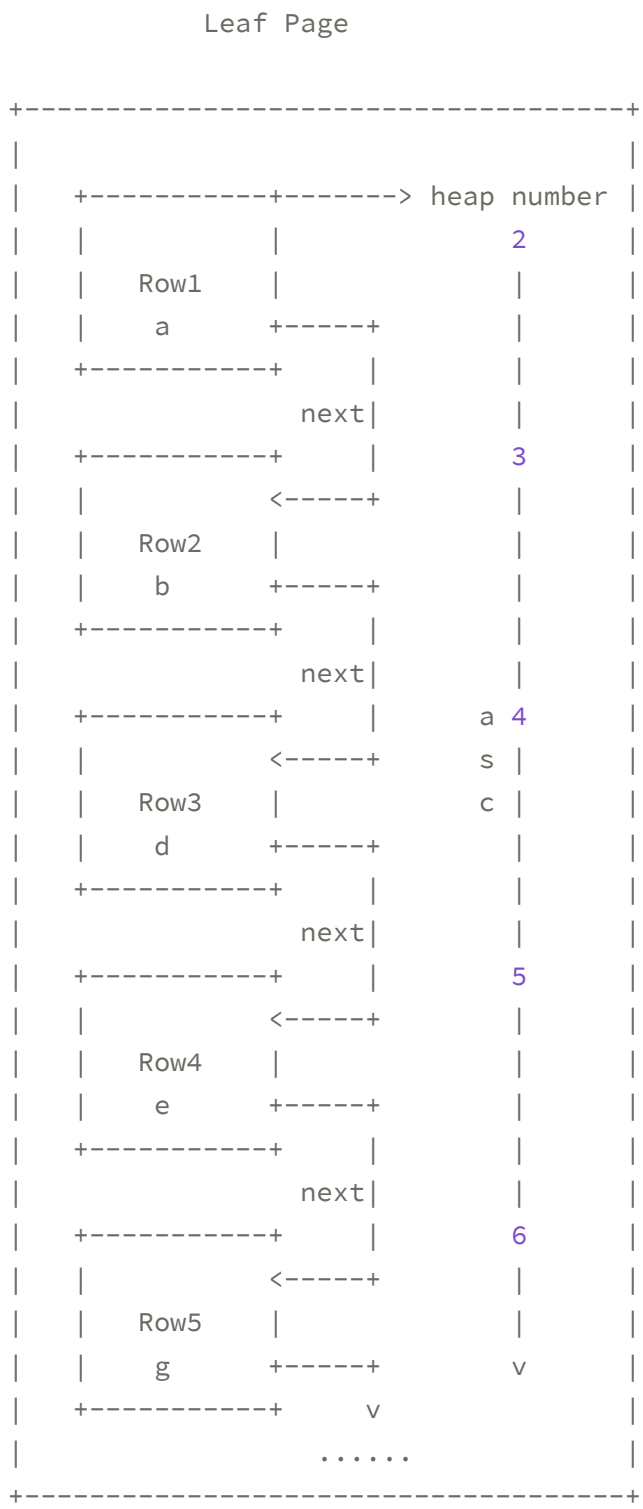 Leaf Page
+-------------------------------------+
|                                     |
|   +-----------+-------> heap number |
|   |           |              2      |
|   |   Row1    |              |      |
|   |    a      +-----+        |      |
|   +-----------+     |        |      |
|                 next|        |      |
|   +-----------+     |        3      |
|   |           <-----+        |      |
|   |   Row2    |              |      |
|   |    b      +-----+        |      |
|   +-----------+     |        |      |
|                 next|        |      |
|   +-----------+     |      a 4      |
|   |           <-----+      s |      |
|   |   Row3    |            c |      |
|   |    d      +-----+        |      |
|   +-----------+     |        |      |
|                 next|        |      |
|   +-----------+     |        5      |
|   |           <-----+        |      |
|   |   Row4    |              |      |
|   |    e      +-----+        |      |
|   +-----------+     |        |      |
|                 next|        |      |
|   +-----------+     |        6      |
|   |           <-----+        |      |
|   |   Row5    |              |      |
|   |    g      +-----+        v      |
|   +-----------+     v               |
|                  ......             |
+-------------------------------------+